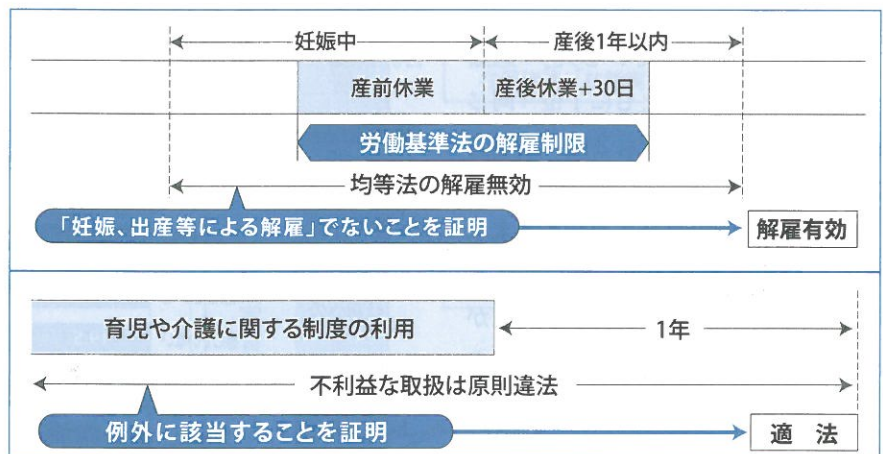 妊娠中 産後1年以内
産前休業 産後休業+30日
労働基準法の解雇制限
均等法の解雇無効
「妊娠、出産等による解雇」でないことを証明 解雇有効
育児や介護に関する制度の利用 1年
不利益な取扱は原則違法
例外に該当することを証明 適 法